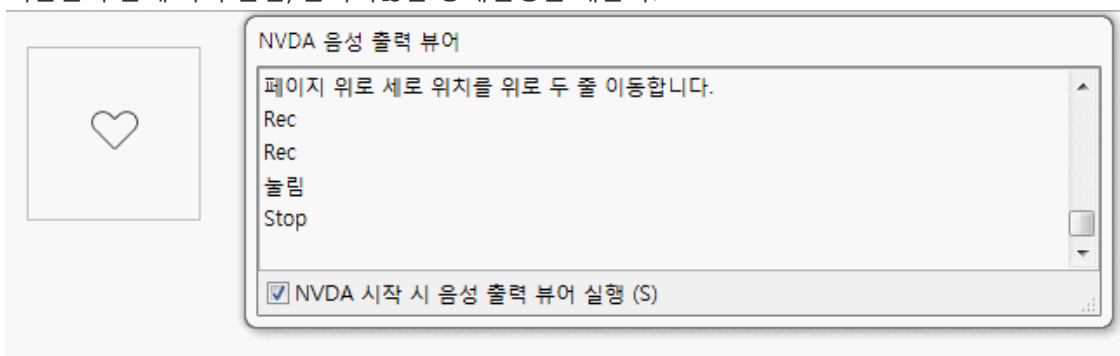 NVDA 음성 출력 뷰어
페이지 위로 세로 위치를 위로 두 줄 이동합니다.
Rec
Rec
눌림
Stop
NVDA 시작 시 음성 출력 뷰어 실행 (S)